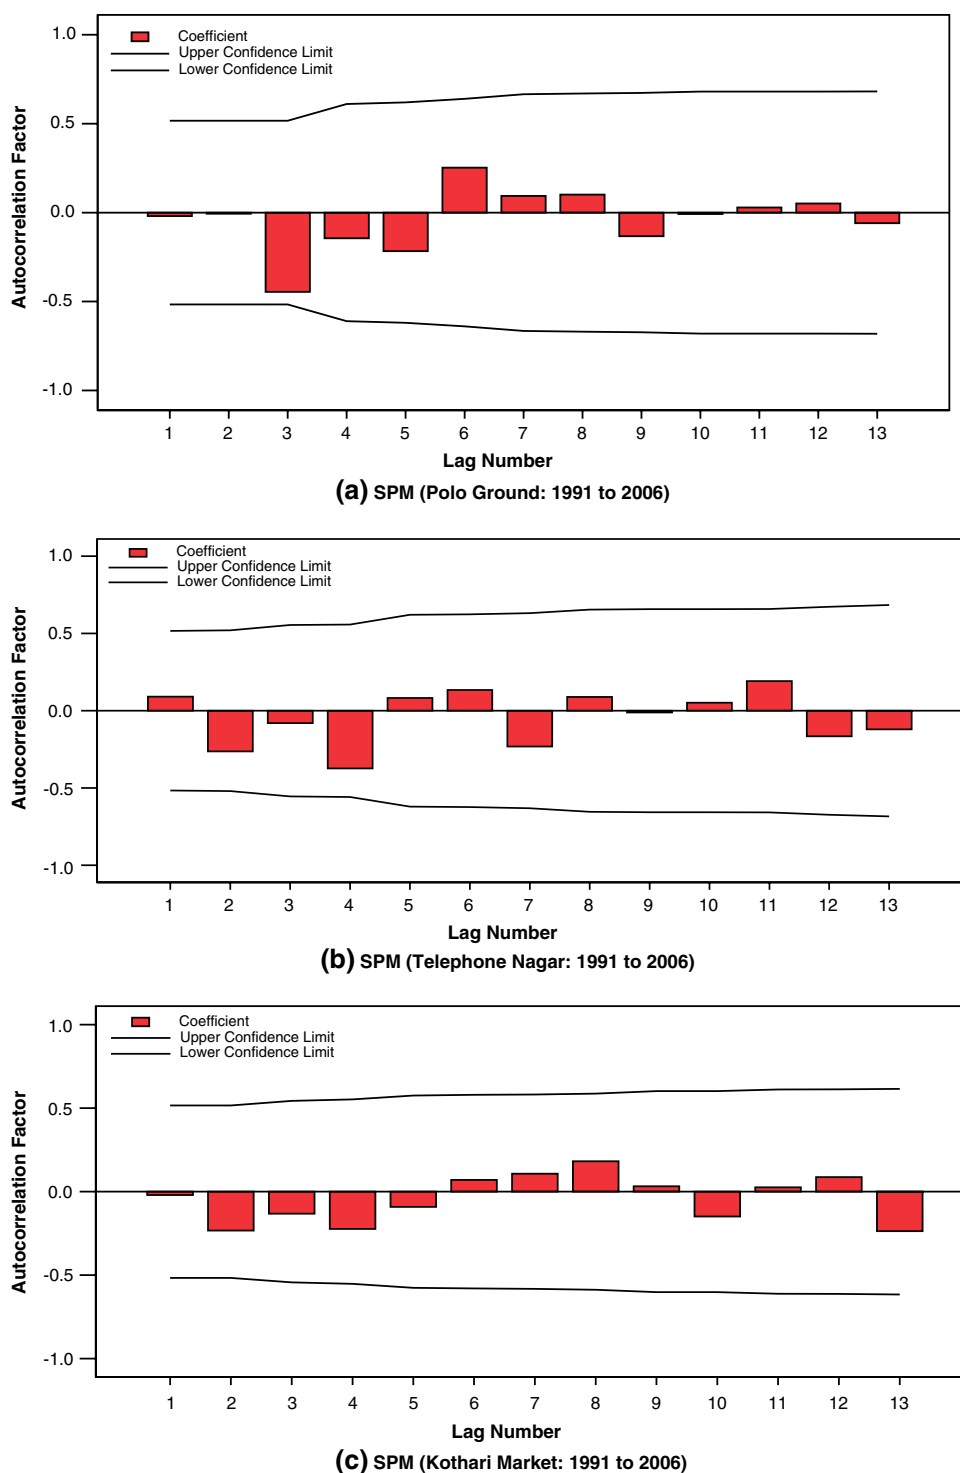 1.0
Coefficient
Upper Confidence Limit
Lower Confidence Limit
0.5
0.0
-0.5
-1.0
Autocorrelation Factor
1 2 3 4 5 6 7 8 9 10 11 12 13
Lag Number
(a) SPM (Polo Ground: 1991 to 2006)
1.0
Coefficient
Upper Confidence Limit
Lower Confidence Limit
0.5
0.0
-0.5
-1.0
Autocorrelation Factor
1 2 3 4 5 6 7 8 9 10 11 12 13
Lag Number
(b) SPM (Telephone Nagar: 1991 to 2006)
1.0
Coefficient
Upper Confidence Limit
Lower Confidence Limit
0.5
0.0
-0.5
-1.0
Autocorrelation Factor
1 2 3 4 5 6 7 8 9 10 11 12 13
Lag Number
(c) SPM (Kothari Market: 1991 to 2006)